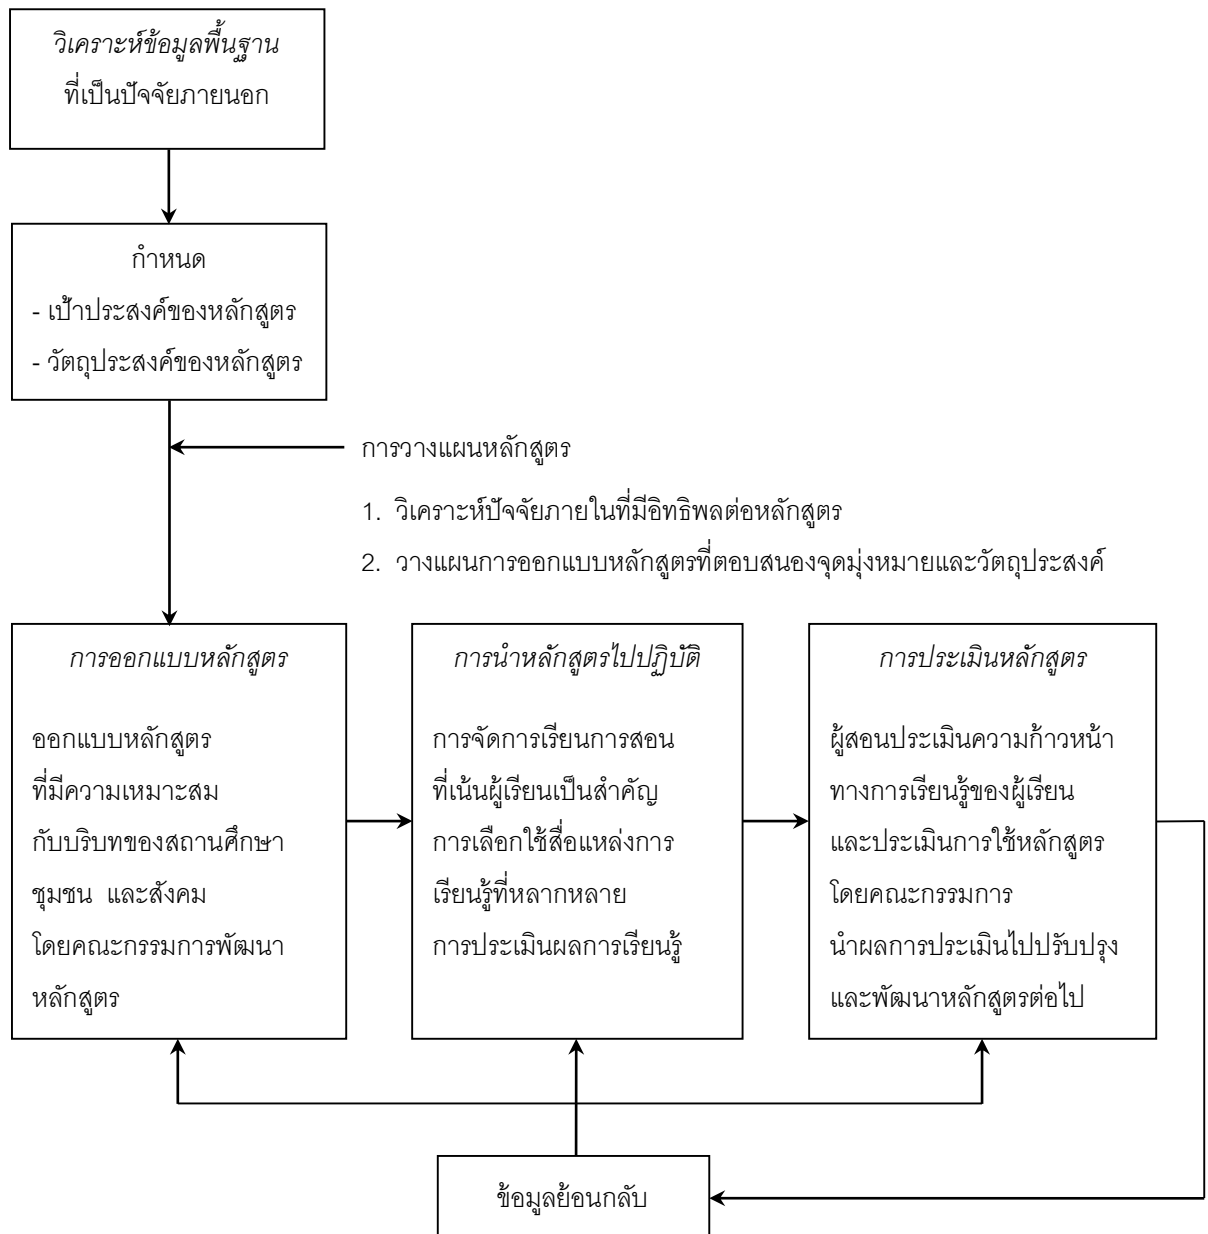 วิเคราะห์ข้อมูลพื้นฐาน
ที่เป็นปัจจัยภายนอก
กำหนด
- เป้าประสงค์ของหลักสูตร
- วัตถุประสงค์ของหลักสูตร
การวางแผนหลักสูตร
1. วิเคราะห์ปัจจัยภายในที่มีอิทธิพลต่อหลักสูตร
2. วางแผนการออกแบบหลักสูตรที่ตอบสนองจุดมุ่งหมายและวัตถุประสงค์
การออกแบบหลักสูตร
ออกแบบหลักสูตร
ที่มีความเหมาะสม
กับบริบทของสถานศึกษา
ชุมชน และสังคม
โดยคณะกรรมการพัฒนา
หลักสูตร
การนำหลักสูตรไปปฏิบัติ
การจัดการเรียนการสอน
ที่เน้นผู้เรียนเป็นสำคัญ
การเลือกใช้สื่อแหล่งการ
เรียนรู้ที่หลากหลาย
การประเมินผลการเรียนรู้
การประเมินหลักสูตร
ผู้สอนประเมินความก้าวหน้า
ทางการเรียนรู้ของผู้เรียน
และประเมินการใช้หลักสูตร
โดยคณะกรรมการ
นำผลการประเมินไปปรับปรุง
และพัฒนาหลักสูตรต่อไป
ข้อมูลย้อนกลับ